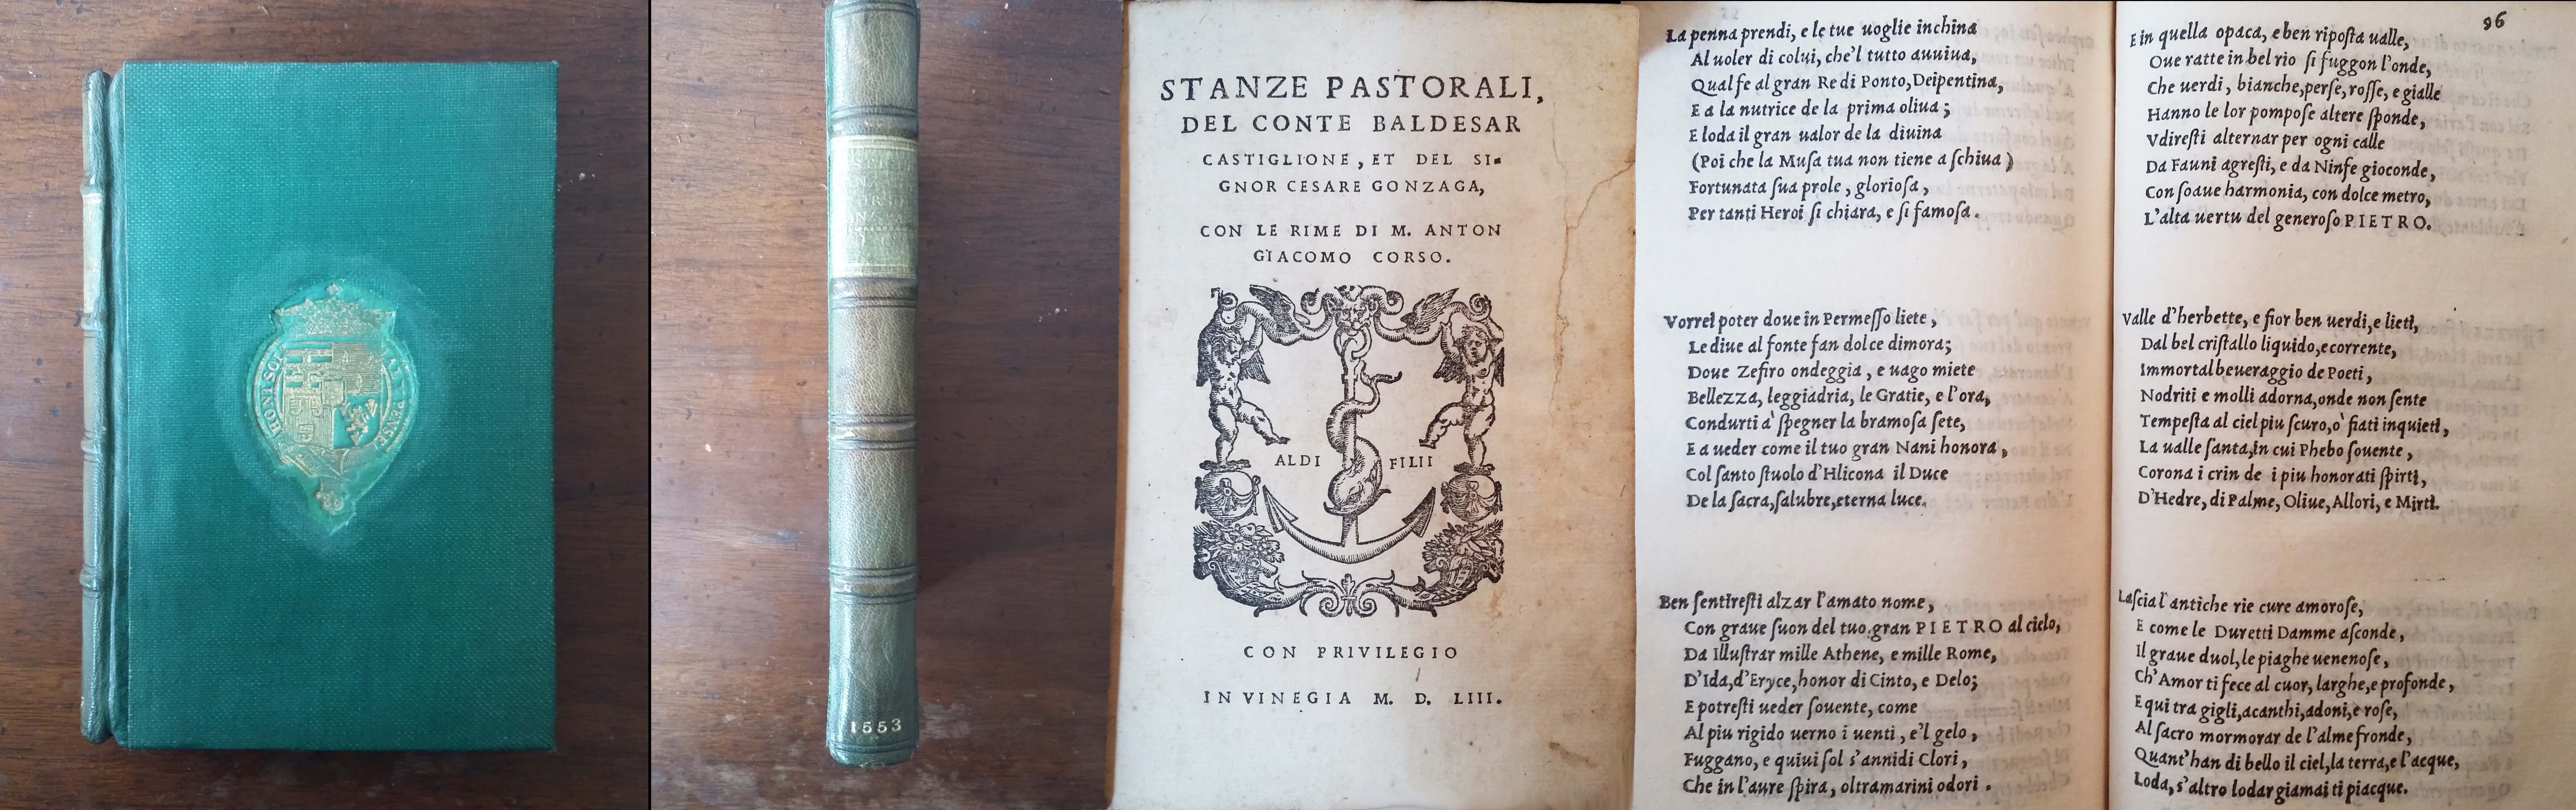 HONI SOI
Y PENSE
1553
STANZE PASTORALI,
DEL CONTE BALDESAR
CASTIGLIONE, ET DEL SI-
GNOR CESARE GONZAGA,
CON LE RIME DI M. ANTON
GIACOMO CORSO.
ALDI FILII
CON PRIVILEGIO
IN VINEGIA M. D. LIII.
La penna prendi, e le tue uoglie inchina
Al uoler di colui, che'l tutto auuiua,
Qual fe al gran Re di Ponto, Deipentina,
E a la nutrice de la prima oliua;
E loda il gran ualor de la diuina
(Poi che la Musa tua non tiene a schiua)
Fortunata sua prole, gloriosa,
Per tanti Heroi si chiara, e si famosa.
Vorrei poter doue in Permesso liete,
Le diue al fonte fan dolce dimora;
Doue Zefiro ondeggia, e uago miete
Bellezza, leggiadria, le Gratie, e l'ora,
Condurti à spegner la bramosa sete,
E a ueder come il tuo gran Nani honora,
Col santo stuolo d'Hlicona il Duce
De la sacra, salubre, eterna luce.
Ben sentiresti alzar l'amato nome,
Con graue suon del tuo gran PIETRO al cielo,
Da Illustrar mille Athene, e mille Rome,
D'Ida, d'Eryce, honor di Cinto, e Delo;
E potresti ueder souente, come
Al piu rigido uerno i uenti, e'l gelo,
Fuggano, e quiui sol s'annidi Clori,
Che in l'aure spira, oltramarini odori.
96
E in quella opaca, e ben riposta ualle,
Oue ratte in bel rio si fuggon l'onde,
Che uerdi, bianche, perse, rosse, e gialle
Hanno le lor pompose altere sponde,
Vdiresti alternar per ogni calle
Da Fauni agresti, e da Ninfe gioconde,
Con soaue harmonia, con dolce metro,
L'alta uertu del generoso PIETRO.
Valle d'herbette, e fior ben uerdi, e lieti,
Dal bel cristallo liquido, e corrente,
Immortal beueraggio de Poeti,
Nodriti e molli adorna, onde non sente
Tempesta al ciel piu scuro, ò fiati inquieti,
La ualle santa, in cui Phebo souente,
Corona i crin de i piu honorati spirti,
D'Hedre, di Palme, Oliue, Allori, e Mirti.
Lascia l'antiche rie cure amorose,
E come le Duretti Damme asconde,
Il graue duol, le piaghe uenenose,
Ch'Amor ti fece al cuor, larghe, e profonde,
E qui tra gigli, acanthi, adoni, e rose,
Al sacro mormorar de l'alme fronde,
Quant'han di bello il ciel, la terra, e l'acque,
Loda, s'altro lodar giamai ti piacque.